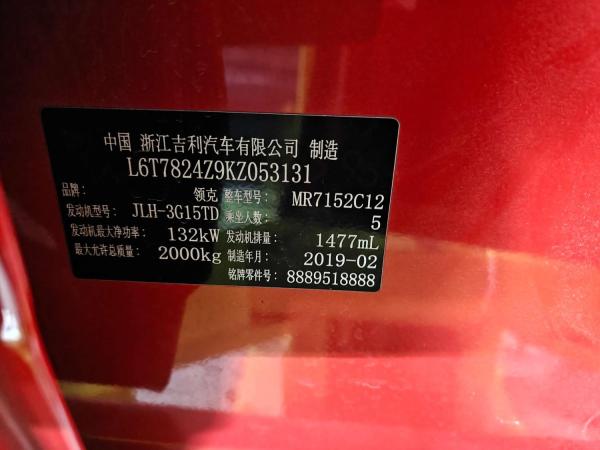 中国 浙江吉利汽车有限公司 制造
L6T7824Z9KZ053131
品牌: 领克 整车型号: MR7152C12
发动机型号: JLH-3G15TD 乘坐人数: 5
发动机最大净功率: 132kW 发动机排量: 1477mL
最大允许总质量: 2000kg 制造年月: 2019-02
铭牌零件号: 8889518888